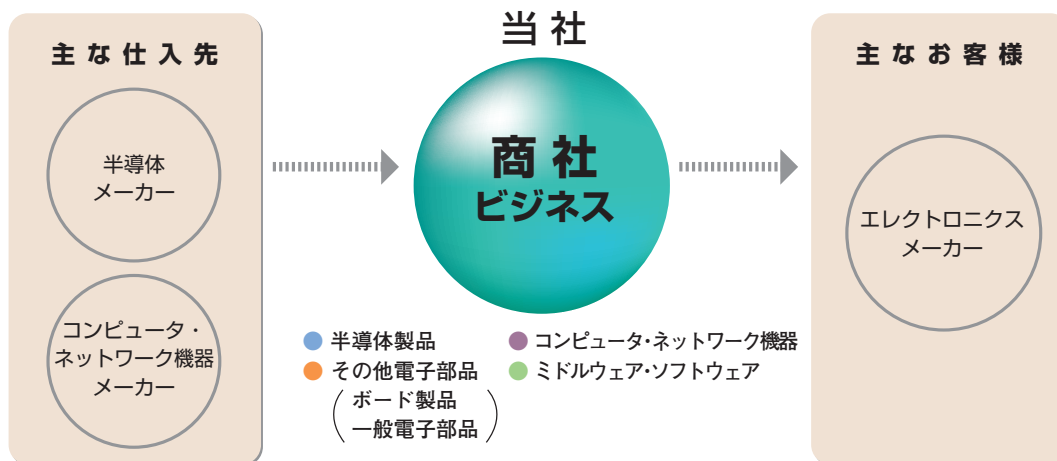 主な仕入先
半導体
メーカー
コンピュータ・
ネットワーク機器
メーカー
当社
商社
ビジネス
半導体製品
その他電子部品
(ボード製品
一般電子部品)
コンピュータ・ネットワーク機器
ミドルウェア・ソフトウェア
主なお客様
エレクトロニクス
メーカー